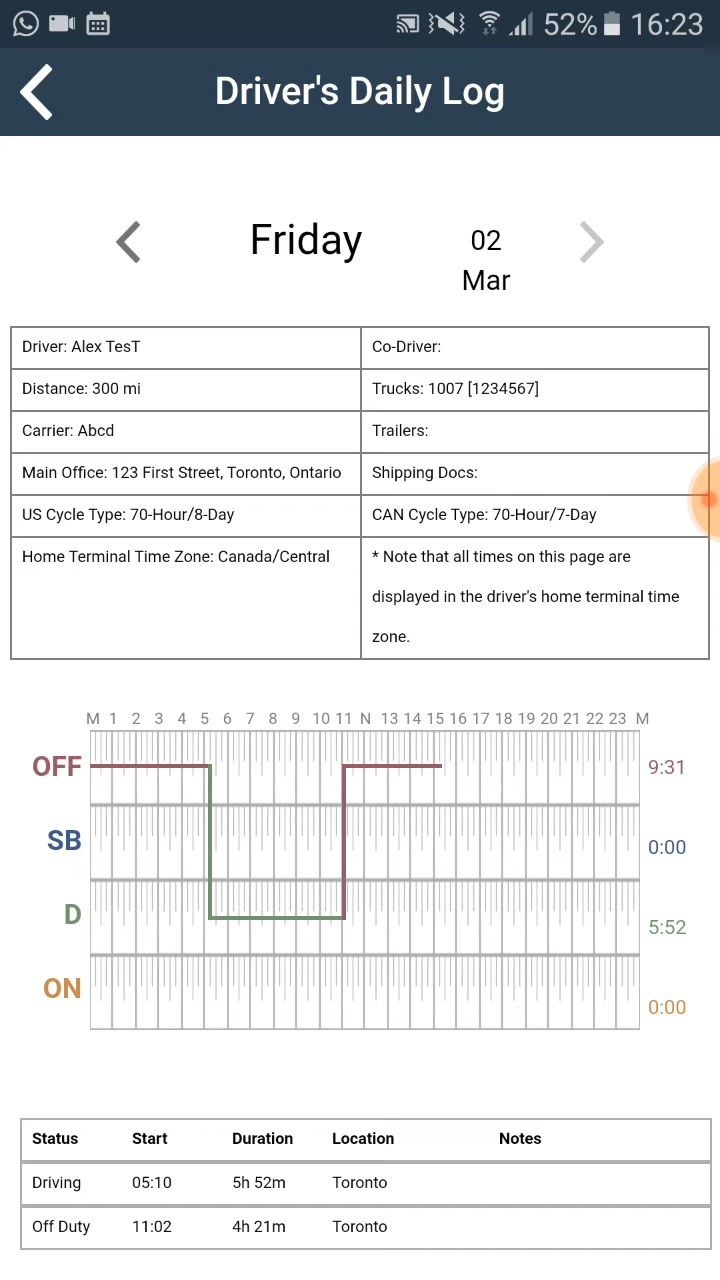 52% 16:23
Driver's Daily Log
Friday 02
Mar
Driver: Alex TesT Co-Driver:
Distance: 300 mi Trucks: 1007 [1234567]
Carrier: Abcd Trailers:
Main Office: 123 First Street, Toronto, Ontario Shipping Docs:
US Cycle Type: 70-Hour/8-Day CAN Cycle Type: 70-Hour/7-Day
Home Terminal Time Zone: Canada/Central * Note that all times on this page are
displayed in the driver's home terminal time
zone.
M 1 2 3 4 5 6 7 8 9 10 11 N 13 14 15 16 17 18 19 20 21 22 23 M
OFF 9:31
SB 0:00
D 5:52
ON 0:00
Status Start Duration Location Notes
Driving 05:10 5h 52m Toronto
Off Duty 11:02 4h 21m Toronto